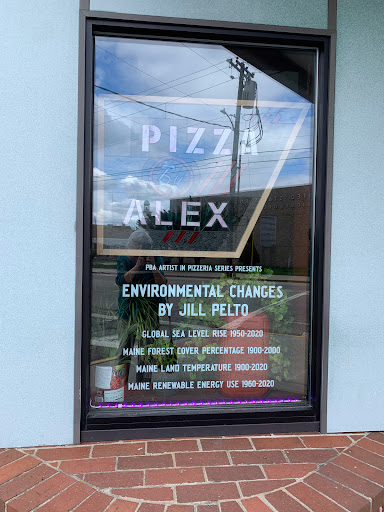 PIZZA
BY
ALEX
PBA ARTIST IN PIZZERIA SERIES PRESENTS
ENVIRONMENTAL CHANGES
BY JILL PELTO
GLOBAL SEA LEVEL RISE 1950-2020
MAINE FOREST COVER PERCENTAGE 1900-2000
MAINE LAND TEMPERATURE 1900-2020
MAINE RENEWABLE ENERGY USE 1960-2020